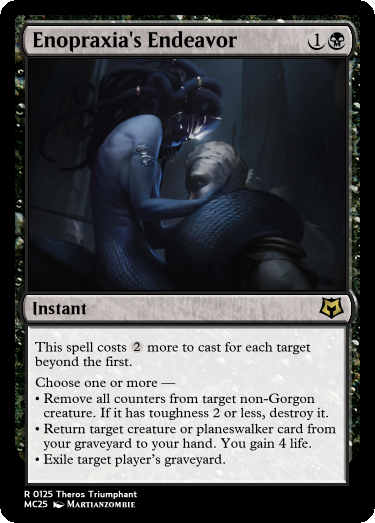 Enopraxia's Endeavor 1
Instant
This spell costs 2 more to cast for each target
beyond the first.
Choose one or more —
• Remove all counters from target non-Gorgon
creature. If it has toughness 2 or less, destroy it.
• Return target creature or planeswalker card from
your graveyard to your hand. You gain 4 life.
• Exile target player's graveyard.
R 0125 Theros Triumphant
MC25 Martianzombie